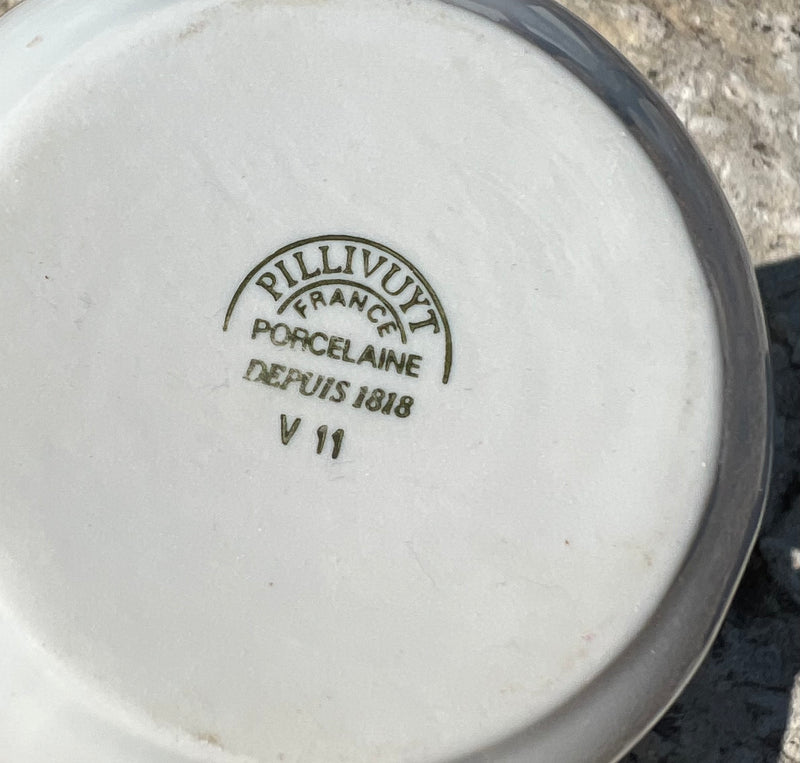 PILLIVUYT
FRANCE
PORCELAINE
DEPUIS 1818
V 11